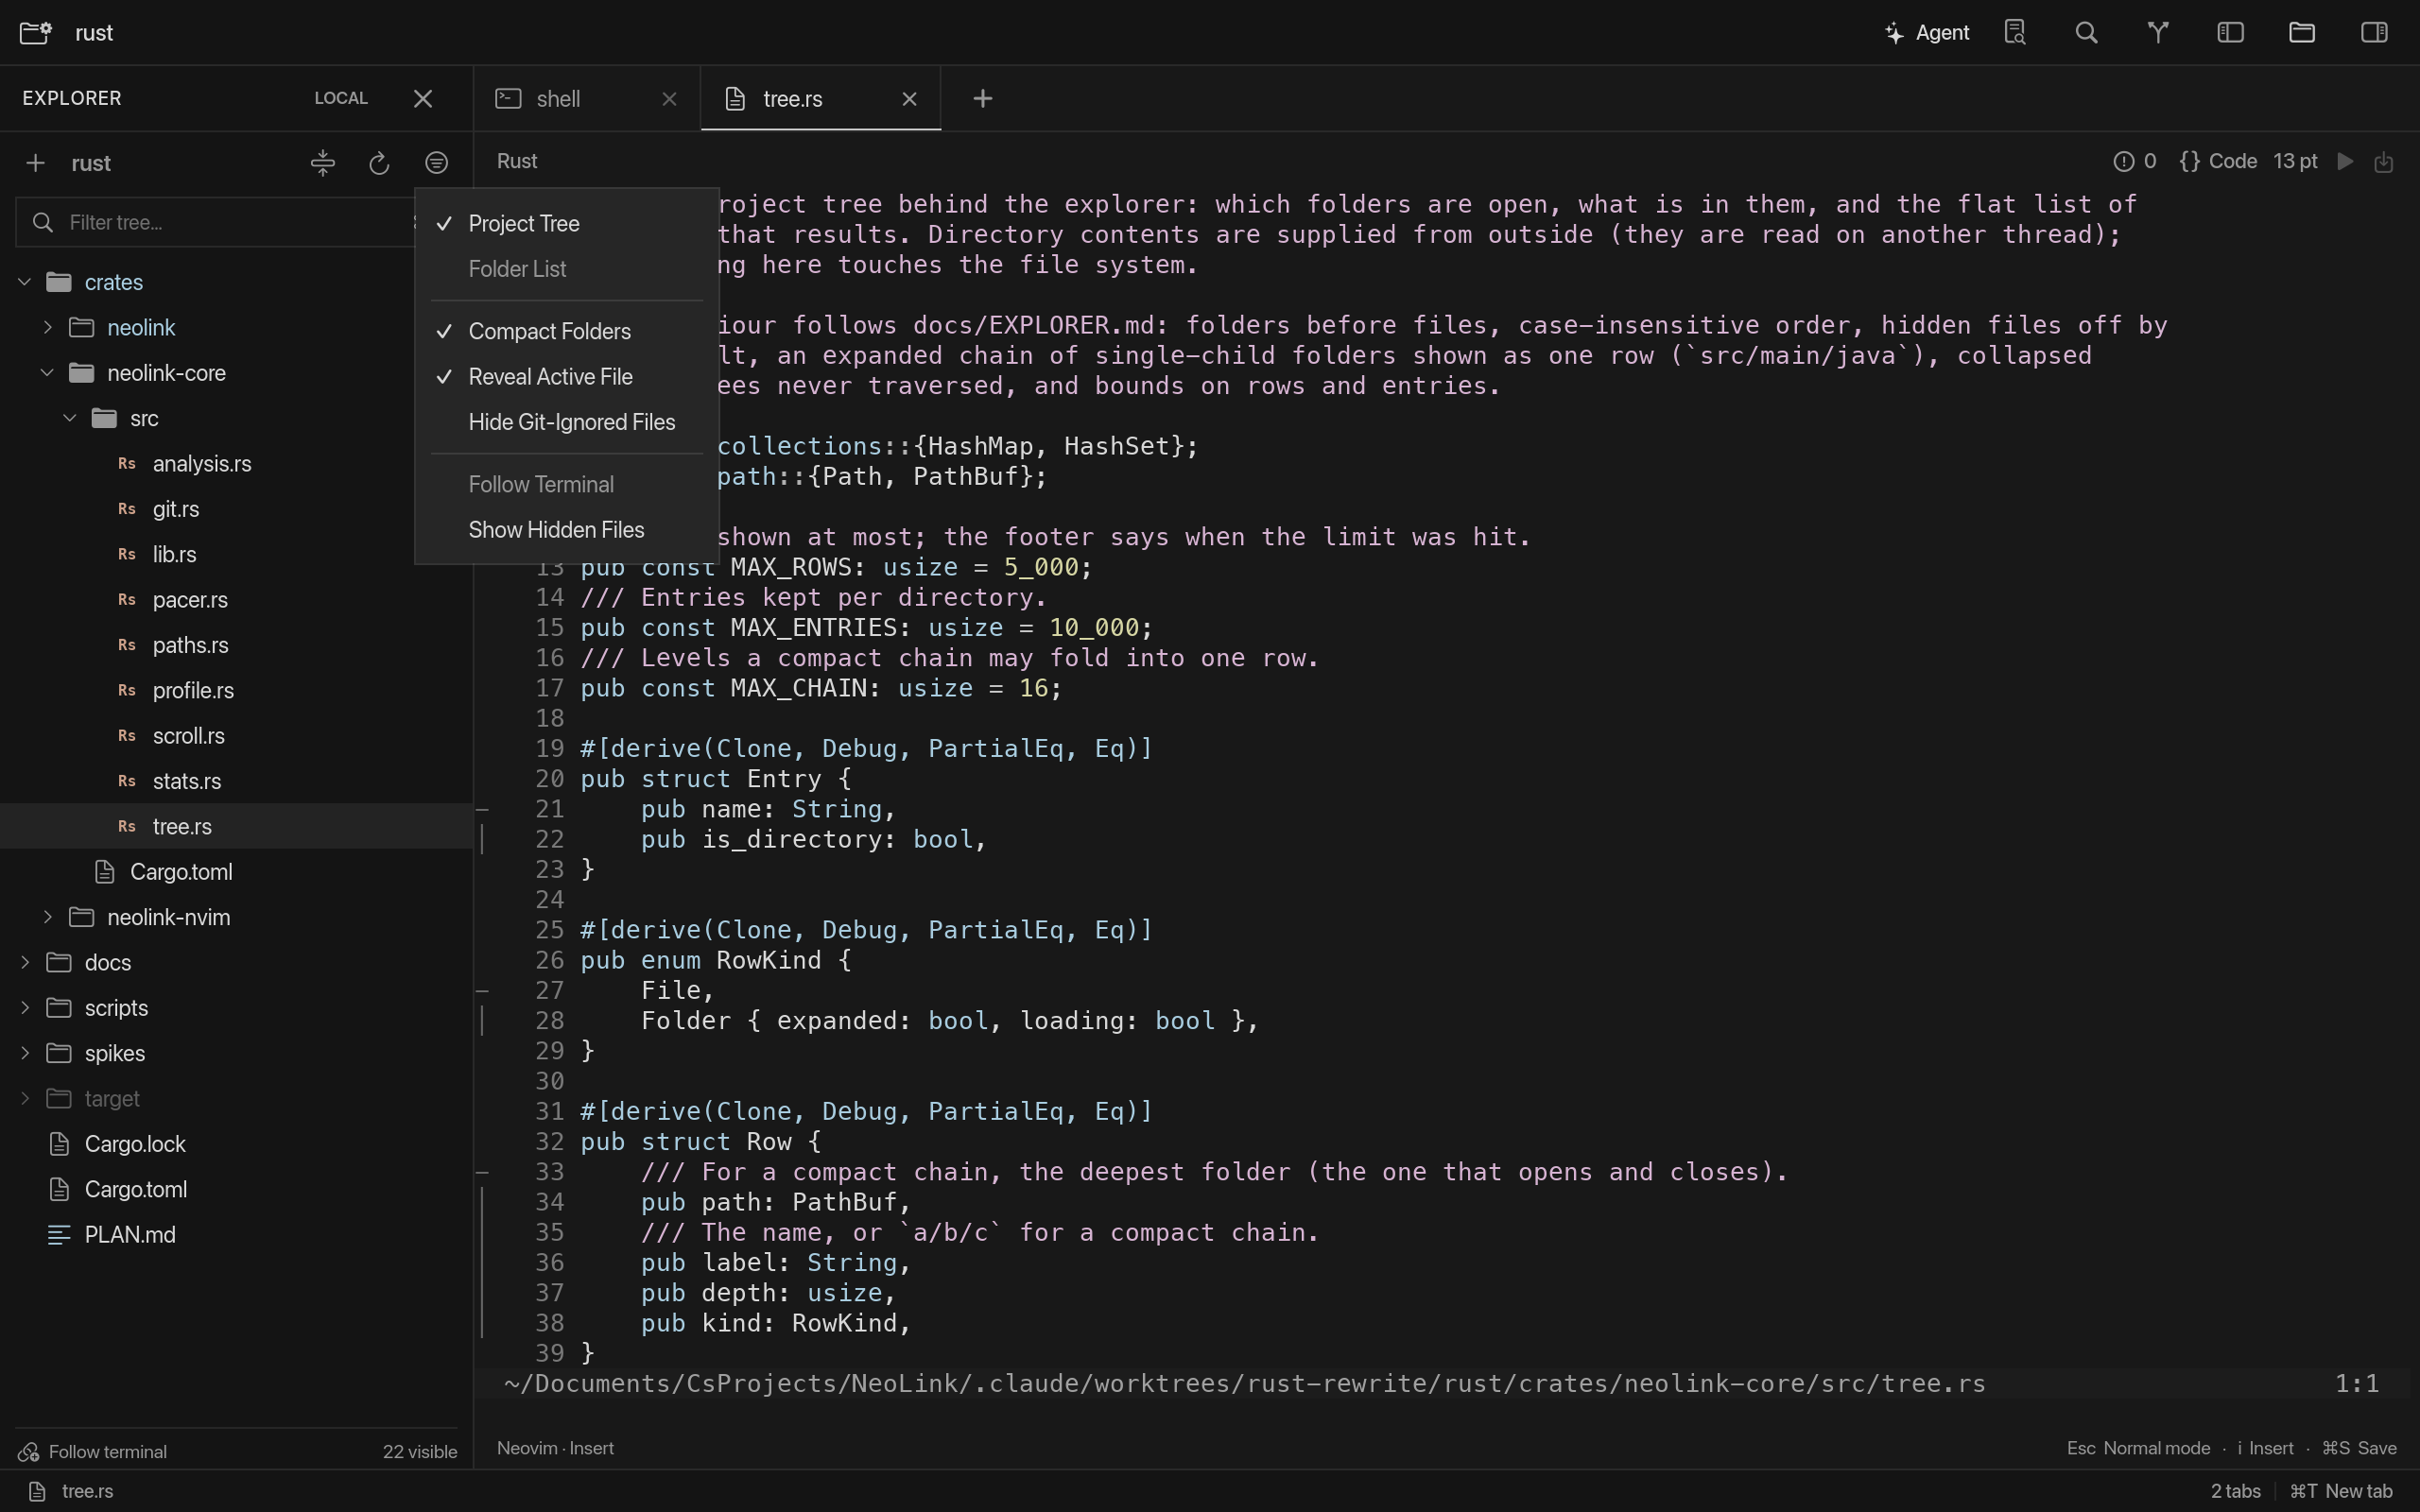 rust
Agent
EXPLORER
LOCAL
shell
tree.rs
rust
Rust
0
{} Code
13 pt
Filter tree...
crates
neolink
neolink-core
src
Rs analysis.rs
Rs git.rs
Rs lib.rs
Rs pacer.rs
Rs paths.rs
Rs profile.rs
Rs scroll.rs
Rs stats.rs
Rs tree.rs
Cargo.toml
neolink-nvim
docs
scripts
spikes
target
Cargo.lock
Cargo.toml
PLAN.md
Follow terminal
22 visible
Project Tree
Folder List
Compact Folders
Reveal Active File
Hide Git-Ignored Files
Follow Terminal
Show Hidden Files
roject tree behind the explorer: which folders are open, what is in them, and the flat list of
that results. Directory contents are supplied from outside (they are read on another thread);
ng here touches the file system.
iour follows docs/EXPLORER.md: folders before files, case-insensitive order, hidden files off by
lt, an expanded chain of single-child folders shown as one row (`src/main/java`), collapsed
ees never traversed, and bounds on rows and entries.
collections::{HashMap, HashSet};
path::{Path, PathBuf};
shown at most; the footer says when the limit was hit.
13 pub const MAX_ROWS: usize = 5_000;
14 /// Entries kept per directory.
15 pub const MAX_ENTRIES: usize = 10_000;
16 /// Levels a compact chain may fold into one row.
17 pub const MAX_CHAIN: usize = 16;
18
19 #[derive(Clone, Debug, PartialEq, Eq)]
20 pub struct Entry {
21     pub name: String,
22     pub is_directory: bool,
23 }
24
25 #[derive(Clone, Debug, PartialEq, Eq)]
26 pub enum RowKind {
27     File,
28     Folder { expanded: bool, loading: bool },
29 }
30
31 #[derive(Clone, Debug, PartialEq, Eq)]
32 pub struct Row {
33     /// For a compact chain, the deepest folder (the one that opens and closes).
34     pub path: PathBuf,
35     /// The name, or `a/b/c` for a compact chain.
36     pub label: String,
37     pub depth: usize,
38     pub kind: RowKind,
39 }
~/Documents/CsProjects/NeoLink/.claude/worktrees/rust-rewrite/rust/crates/neolink-core/src/tree.rs 1:1
Neovim · Insert
Esc Normal mode · i Insert · ⌘S Save
tree.rs
2 tabs
⌘T New tab